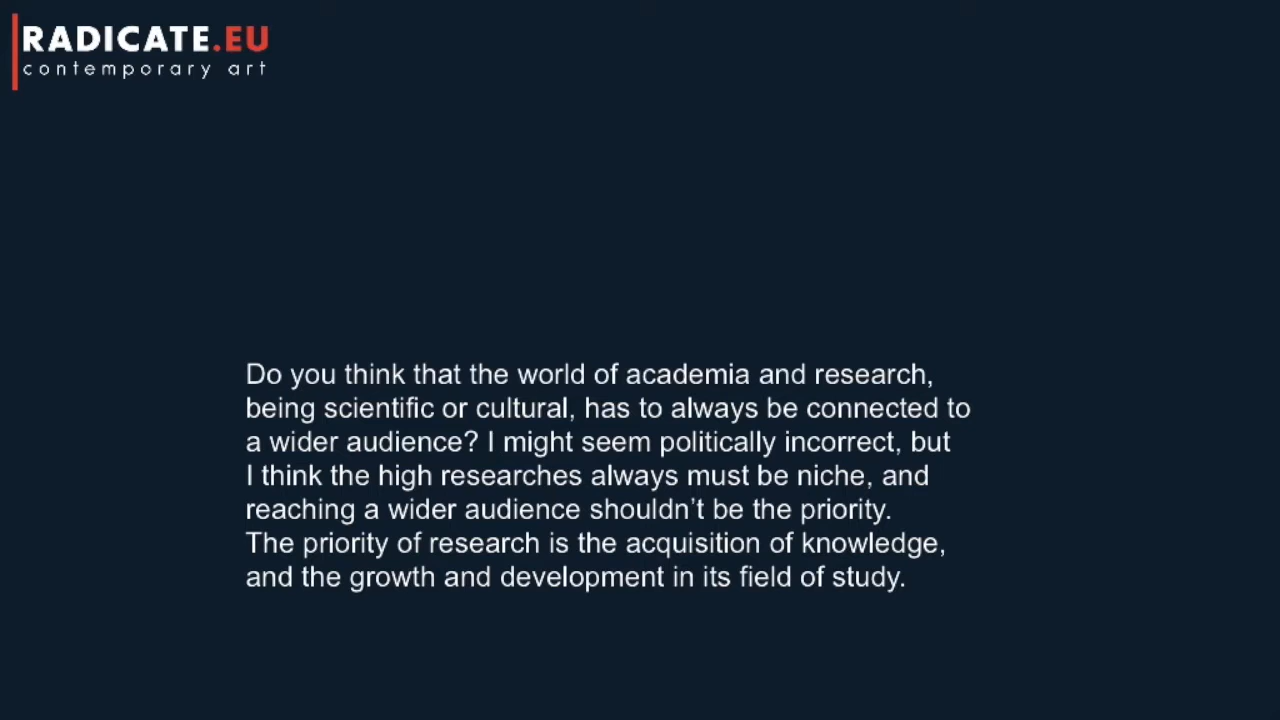 RADICATE.EU
contemporary art
Do you think that the world of academia and research,
being scientific or cultural, has to always be connected to
a wider audience? I might seem politically incorrect, but
I think the high researches always must be niche, and
reaching a wider audience shouldn’t be the priority.
The priority of research is the acquisition of knowledge,
and the growth and development in its field of study.